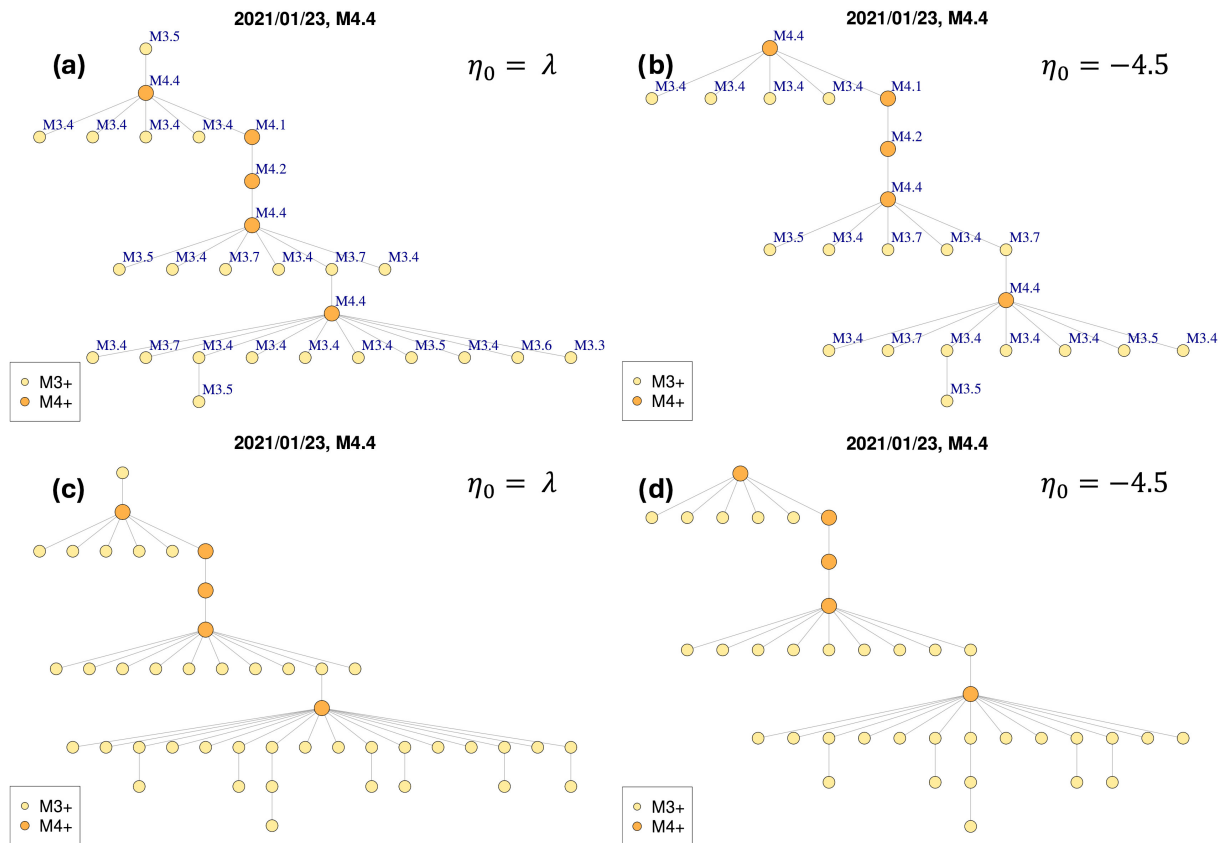 2021/01/23, M4.4
(a)
η₀ = λ
M3.5
M4.4
M3.4 M3.4 M3.4 M3.4 M4.1
M4.2
M4.4
M3.5 M3.4 M3.7 M3.4 M3.7 M3.4
M4.4
M3.4 M3.7 M3.4 M3.4 M3.4 M3.4 M3.5 M3.4 M3.6 M3.3
M3.5
M3+
M4+
2021/01/23, M4.4
(b)
η₀ = −4.5
M4.4
M3.4 M3.4 M3.4 M3.4 M4.1
M4.2
M4.4
M3.5 M3.4 M3.7 M3.4 M3.7
M4.4
M3.4 M3.7 M3.4 M3.4 M3.4 M3.5 M3.4
M3.5
M3+
M4+
2021/01/23, M4.4
(c)
η₀ = λ
M3+
M4+
2021/01/23, M4.4
(d)
η₀ = −4.5
M3+
M4+